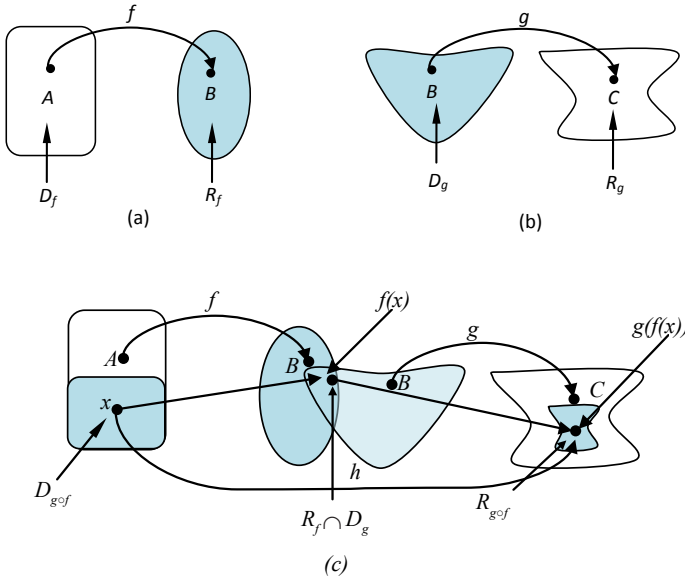 f
g
A
B
B
C
D_f
R_f
D_g
R_g
(a)
(b)
f
f(x)
g
g(f(x))
A
B
B
C
x
h
D_{g∘f}
R_f ∩ D_g
R_{g∘f}
(c)